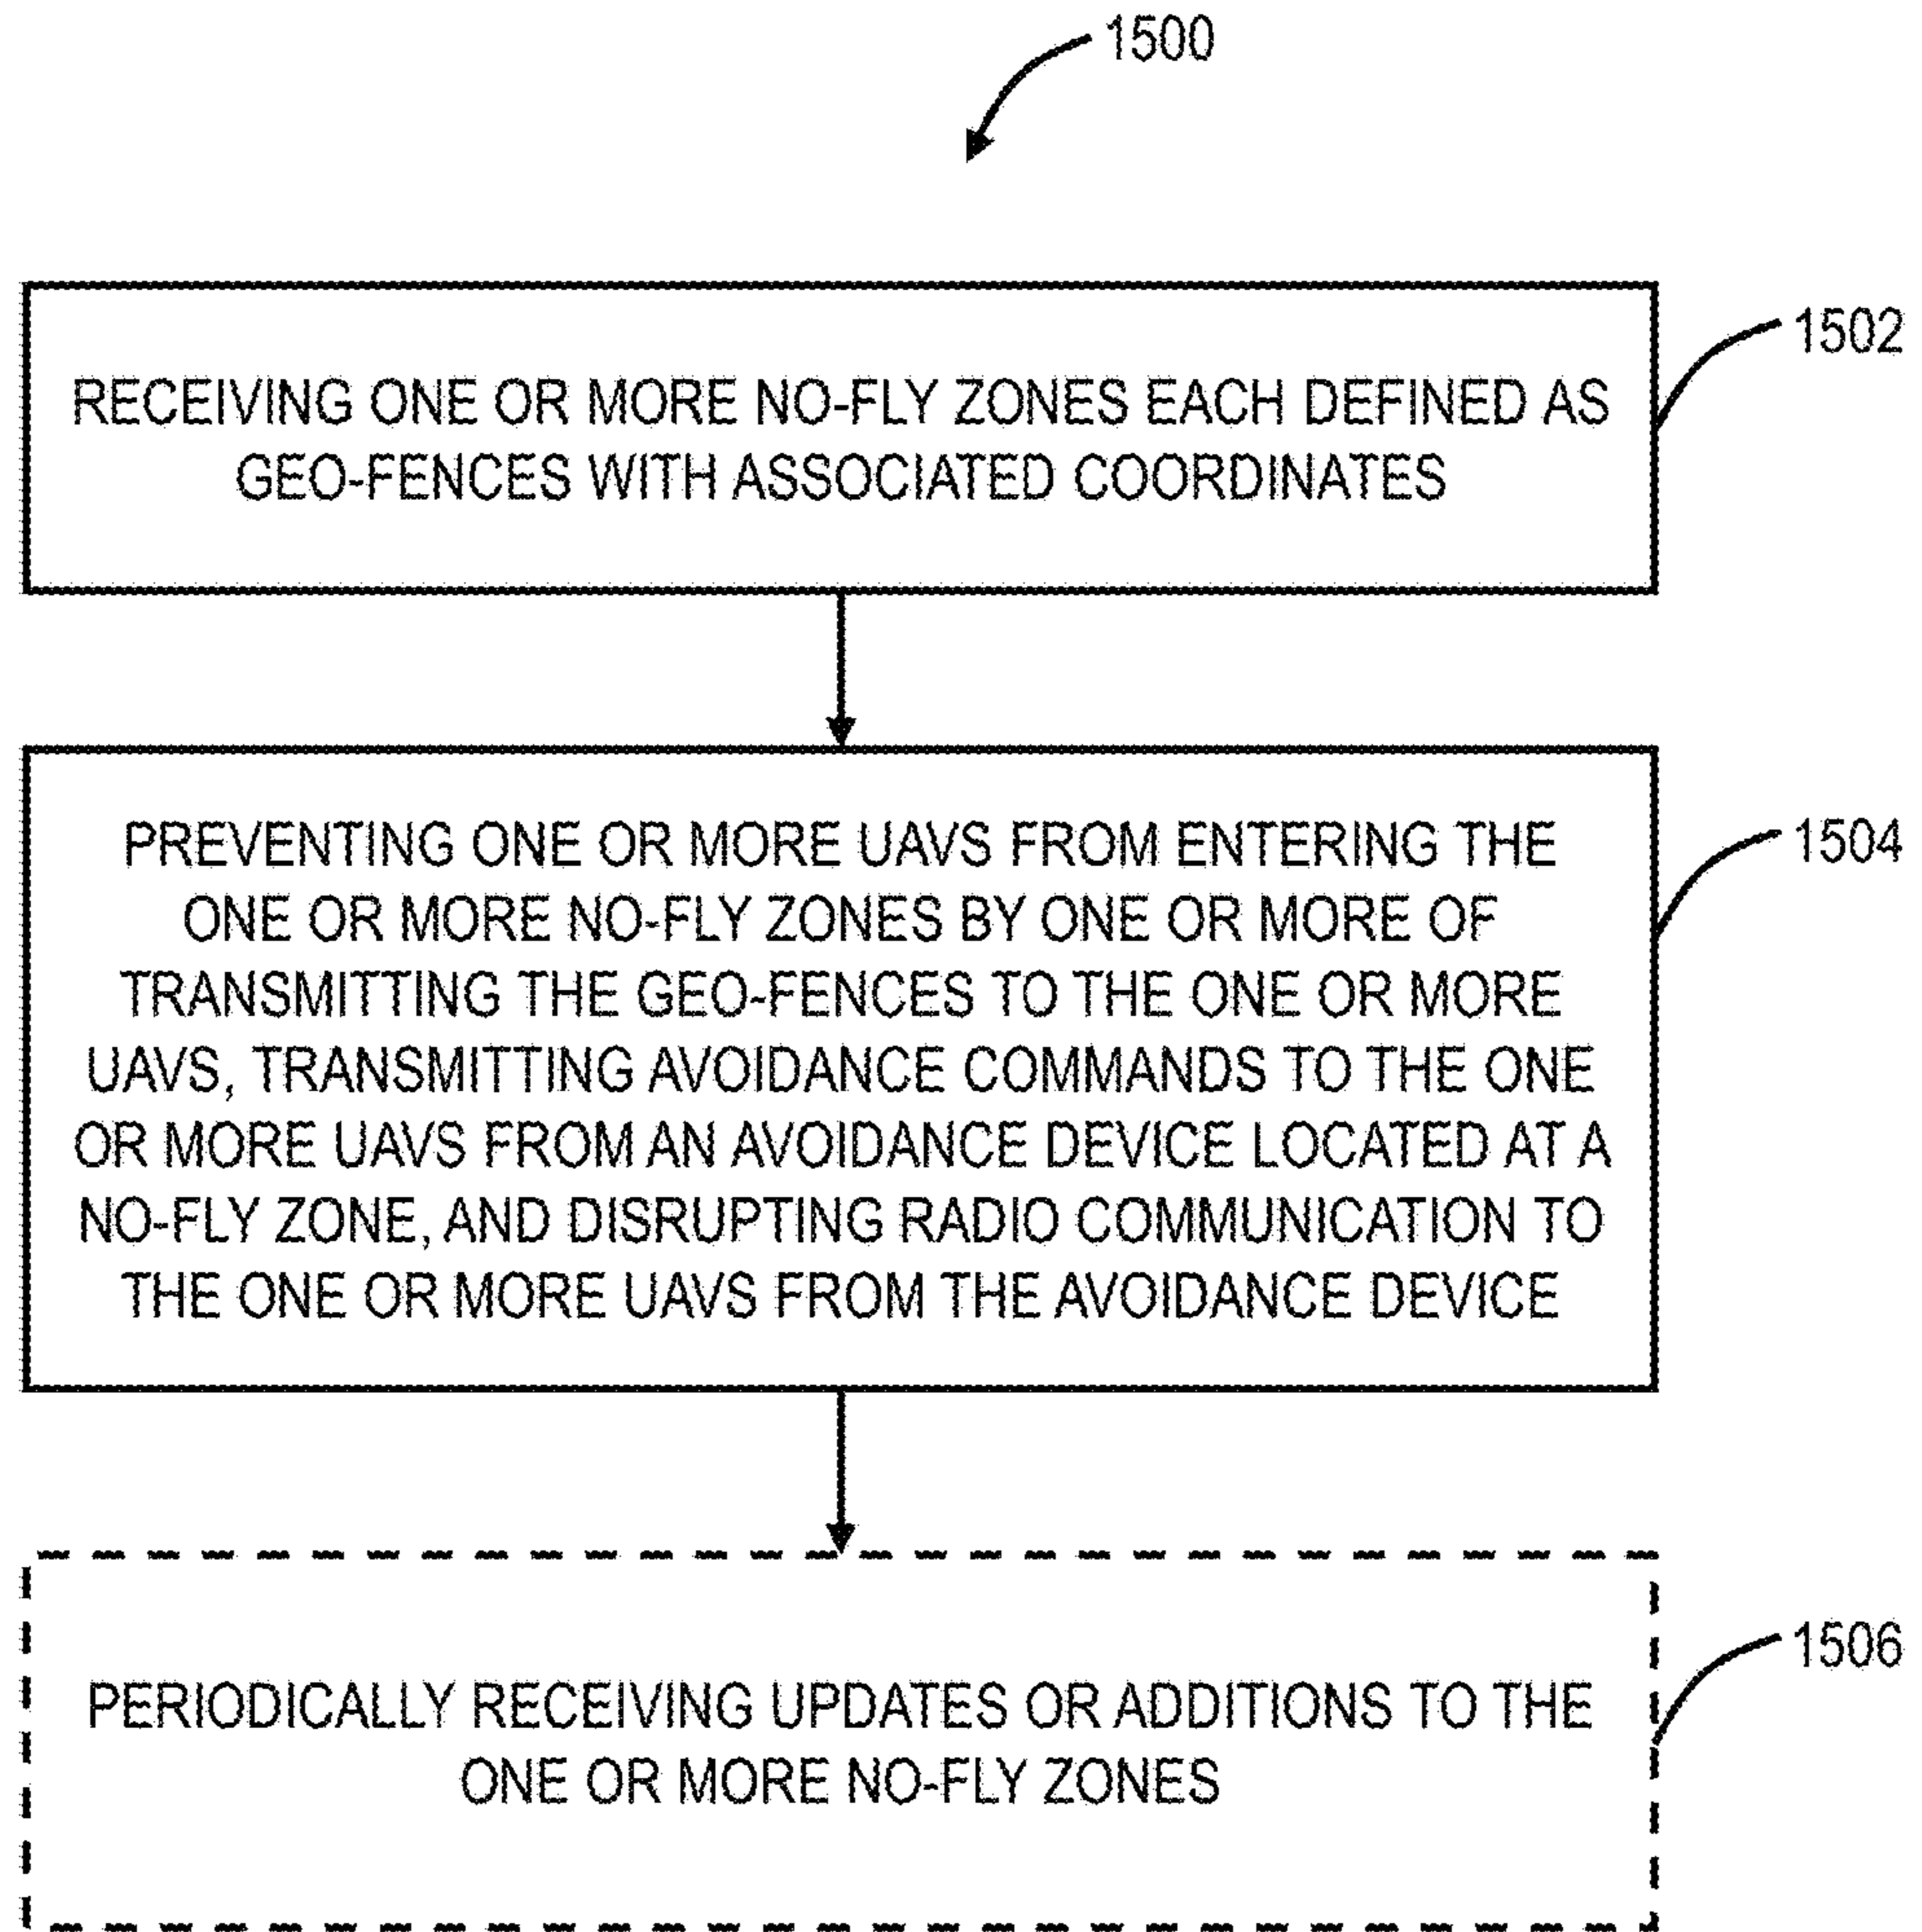 1500
RECEIVING ONE OR MORE NO-FLY ZONES EACH DEFINED AS
GEO-FENCES WITH ASSOCIATED COORDINATES
1502
PREVENTING ONE OR MORE UAVS FROM ENTERING THE
ONE OR MORE NO-FLY ZONES BY ONE OR MORE OF
TRANSMITTING THE GEO-FENCES TO THE ONE OR MORE
UAVS, TRANSMITTING AVOIDANCE COMMANDS TO THE ONE
OR MORE UAVS FROM AN AVOIDANCE DEVICE LOCATED AT A
NO-FLY ZONE, AND DISRUPTING RADIO COMMUNICATION TO
THE ONE OR MORE UAVS FROM THE AVOIDANCE DEVICE
1504
PERIODICALLY RECEIVING UPDATES OR ADDITIONS TO THE
ONE OR MORE NO-FLY ZONES
1506